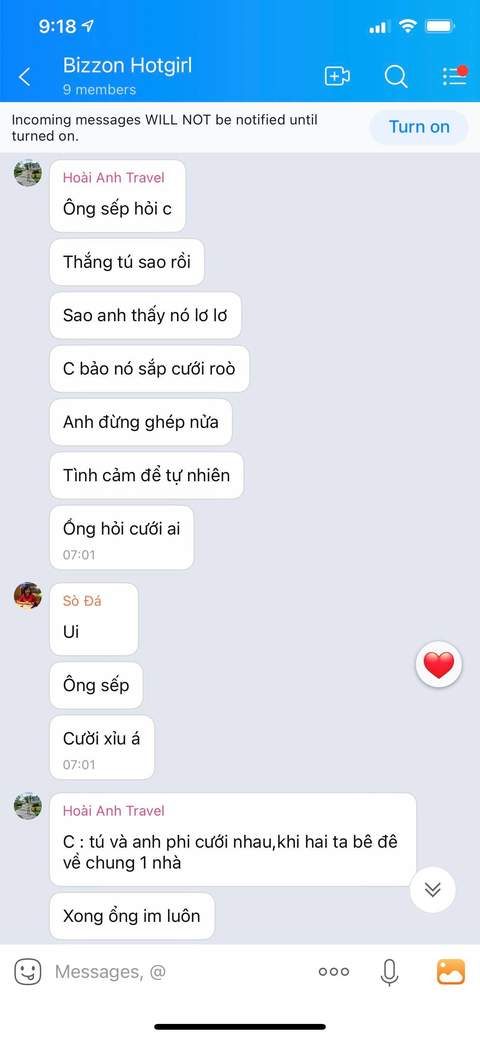 9:18
Bizzon Hotgirl
9 members
Incoming messages WILL NOT be notified until
turned on.
Turn on
Hoài Anh Travel
Ông sếp hỏi c
Thằng tú sao rồi
Sao anh thấy nó lơ lơ
C bảo nó sắp cưới roò
Anh đừng ghép nửa
Tình cảm để tự nhiên
Ổng hỏi cưới ai
07:01
Sò Đá
Ui
Ông sếp
Cười xỉu á
07:01
Hoài Anh Travel
C : tú và anh phi cưới nhau,khi hai ta bê đê
về chung 1 nhà
Xong ổng im luôn
Messages, @